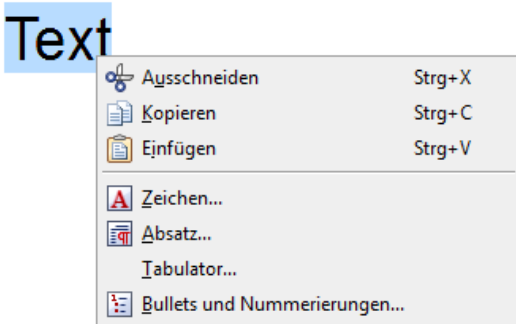 Text
Ausschneiden Strg+X
Kopieren Strg+C
Einfügen Strg+V
Zeichen...
Absatz...
Tabulator...
Bullets und Nummerierungen...